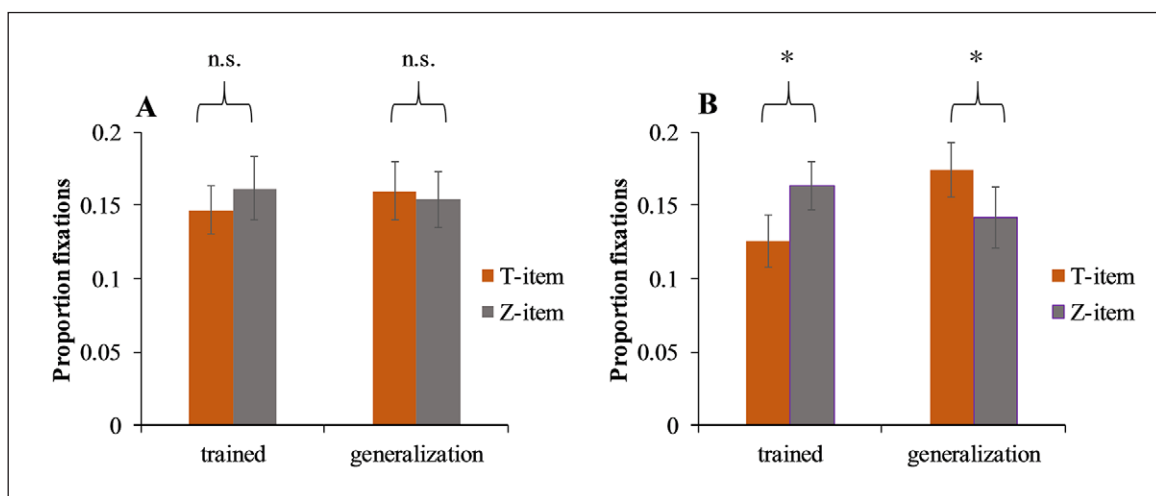 n.s.
n.s.
A
Proportion fixations
0.2
0.15
0.1
0.05
0
trained
generalization
T-item
Z-item
*
*
B
Proportion fixations
0.2
0.15
0.1
0.05
0
trained
generalization
T-item
Z-item